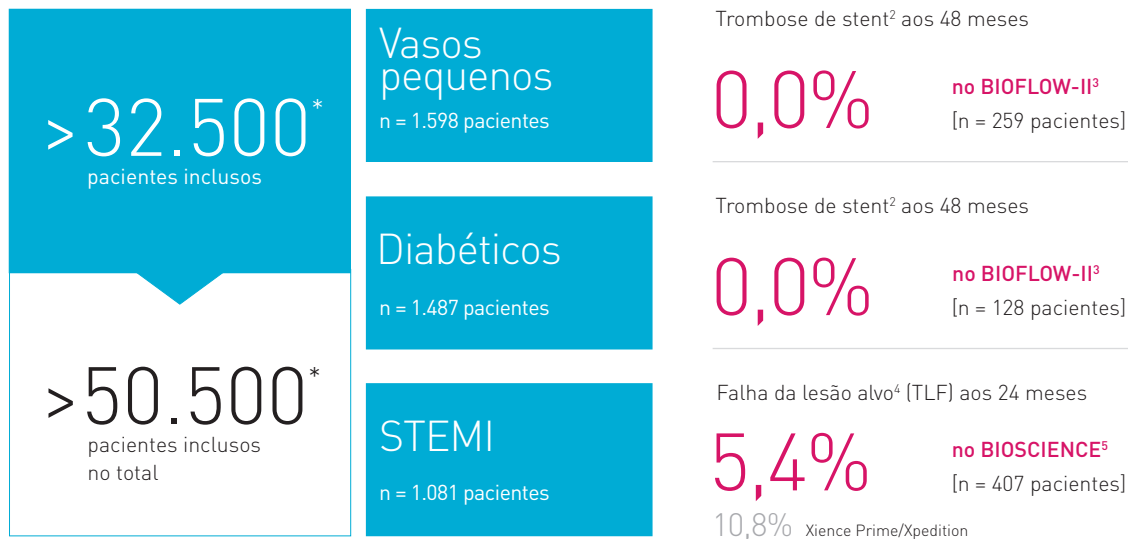 >32.500*
pacientes inclusos
>50.500*
pacientes inclusos
no total
Vasos
pequenos
n = 1.598 pacientes
Diabéticos
n = 1.487 pacientes
STEMI
n = 1.081 pacientes
Trombose de stent² aos 48 meses
0,0%
no BIOFLOW-II³
[n = 259 pacientes]
Trombose de stent² aos 48 meses
0,0%
no BIOFLOW-II³
[n = 128 pacientes]
Falha da lesão alvo⁴ (TLF) aos 24 meses
5,4%
no BIOSCIENCE⁵
[n = 407 pacientes]
10,8% Xience Prime/Xpedition